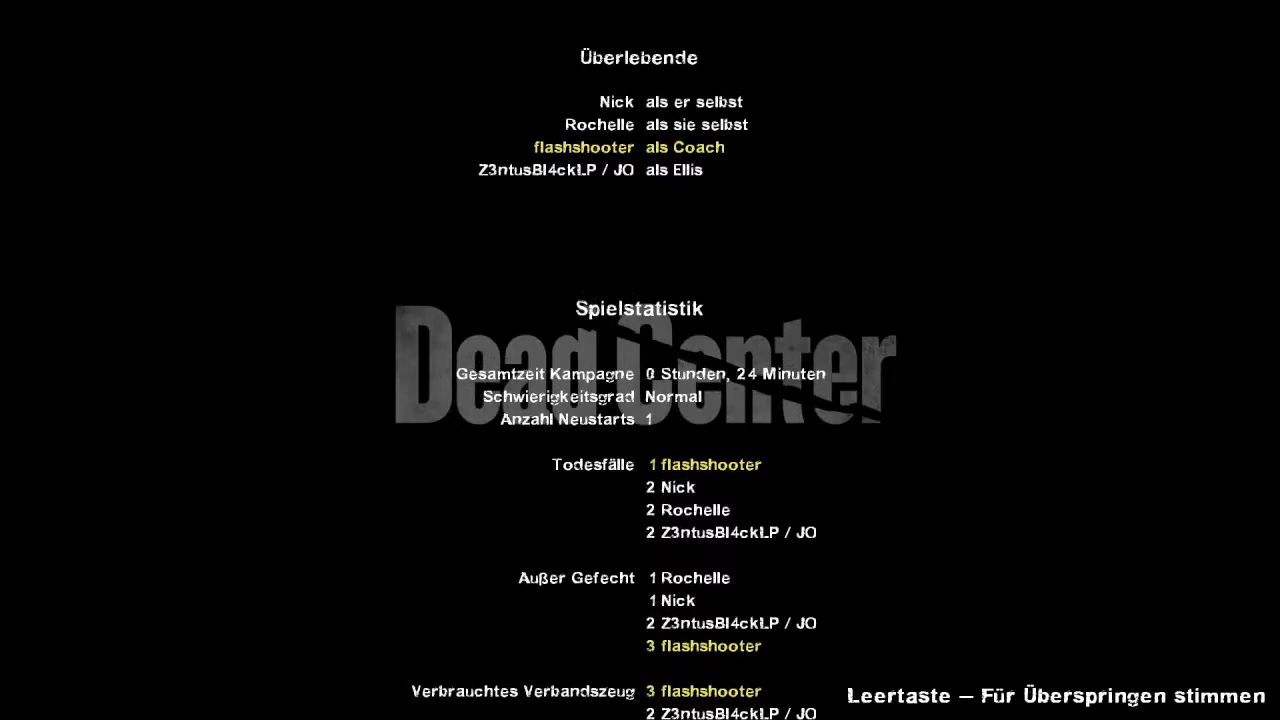 Überlebende
Nick als er selbst
Rochelle als sie selbst
flashshooter als Coach
Z3ntusBl4ckLP / JO als Ellis
Spielstatistik
Dead Center
Gesamtzeit Kampagne 0 Stunden, 24 Minuten
Schwierigkeitsgrad Normal
Anzahl Neustarts 1
Todesfälle 1 flashshooter
2 Nick
2 Rochelle
2 Z3ntusBl4ckLP / JO
Außer Gefecht 1 Rochelle
1 Nick
2 Z3ntusBl4ckLP / JO
3 flashshooter
Verbrauchtes Verbandszeug 3 flashshooter
2 Z3ntusBl4ckLP / JO
Leertaste – Für Überspringen stimmen